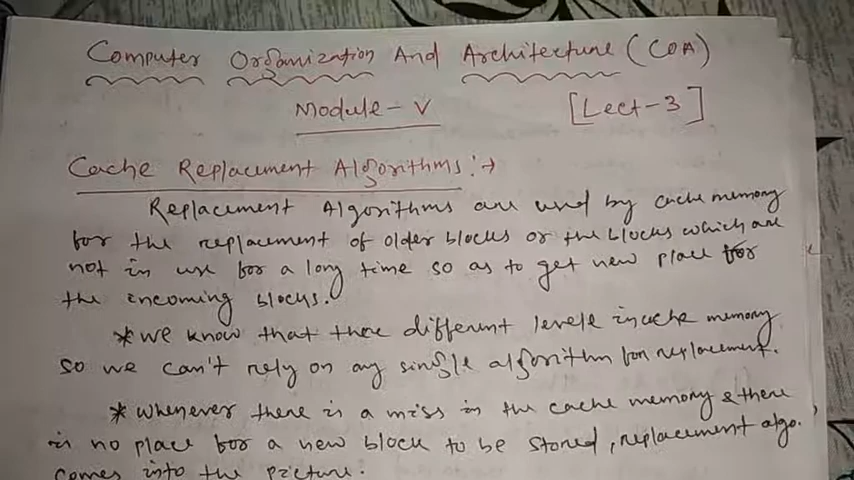 Computer Organization And Architecture (COA)
Module - V
[Lect-3]
Cache Replacement Algorithms :→
Replacement Algorithms are used by cache memory
for the replacement of older blocks or the blocks which are
not in use for a long time so as to get new place for
the incoming blocks.
* we know that there different levels in cache memory
so we can't rely on any single algorithm for replacement.
* whenever there is a miss in the cache memory & there
is no place for a new block to be stored, replacement algo.
comes into the picture.